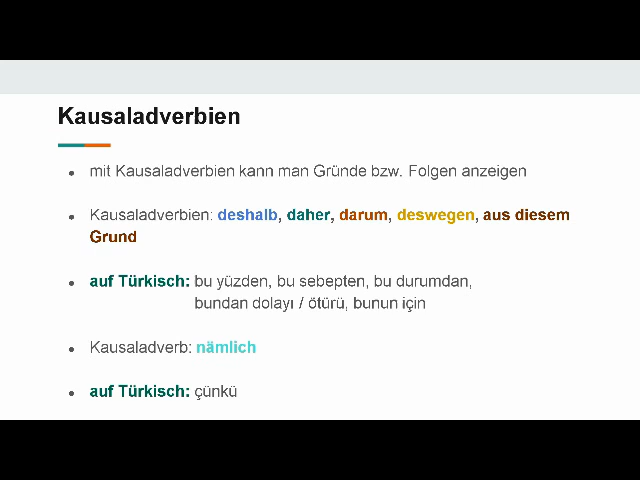 Kausaladverbien
● mit Kausaladverbien kann man Gründe bzw. Folgen anzeigen
● Kausaladverbien: deshalb, daher, darum, deswegen, aus diesem
Grund
● auf Türkisch: bu yüzden, bu sebepten, bu durumdan,
bundan dolayı / ötürü, bunun için
● Kausaladverb: nämlich
● auf Türkisch: çünkü